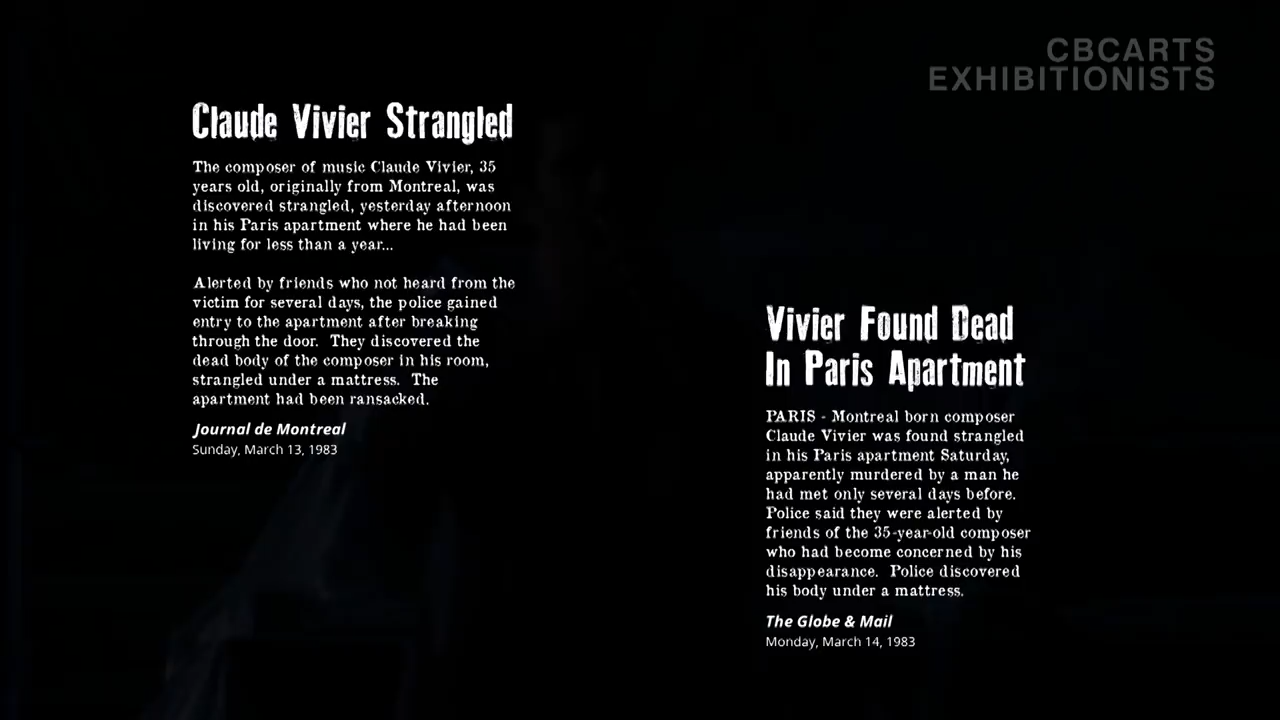 CBCARTS
EXHIBITIONISTS
Claude Vivier Strangled
The composer of music Claude Vivier, 35
years old, originally from Montreal, was
discovered strangled, yesterday afternoon
in his Paris apartment where he had been
living for less than a year...
Alerted by friends who not heard from the
victim for several days, the police gained
entry to the apartment after breaking
through the door. They discovered the
dead body of the composer in his room,
strangled under a mattress. The
apartment had been ransacked.
Journal de Montreal
Sunday, March 13, 1983
Vivier Found Dead
In Paris Apartment
PARIS - Montreal born composer
Claude Vivier was found strangled
in his Paris apartment Saturday,
apparently murdered by a man he
had met only several days before.
Police said they were alerted by
friends of the 35-year-old composer
who had become concerned by his
disappearance. Police discovered
his body under a mattress.
The Globe & Mail
Monday, March 14, 1983